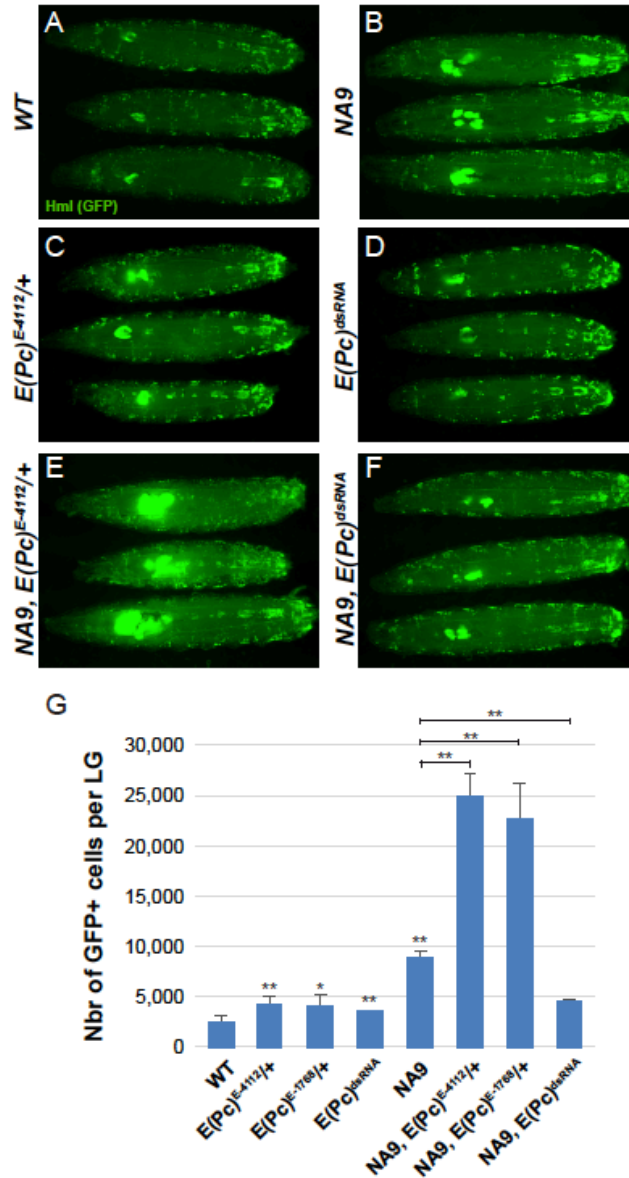 A
B
WT
NA9
Hml (GFP)
C
D
E(Pc)^E-4112/+
E(Pc)^dsRNA
E
F
NA9, E(Pc)^E-4112/+
NA9, E(Pc)^dsRNA
G
**
**
**
30,000
25,000
20,000
15,000
10,000
5,000
0
Nbr of GFP+ cells per LG
**
*
**
**
WT
E(Pc)^E-4112/+
E(Pc)^E-1768/+
E(Pc)^dsRNA
NA9
NA9, E(Pc)^E-4112/+
NA9, E(Pc)^E-1768/+
NA9, E(Pc)^dsRNA